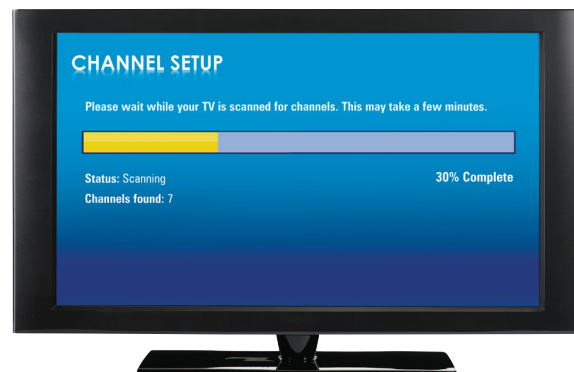 CHANNEL SETUP
Please wait while your TV is scanned for channels. This may take a few minutes.
Status: Scanning
30% Complete
Channels found: 7